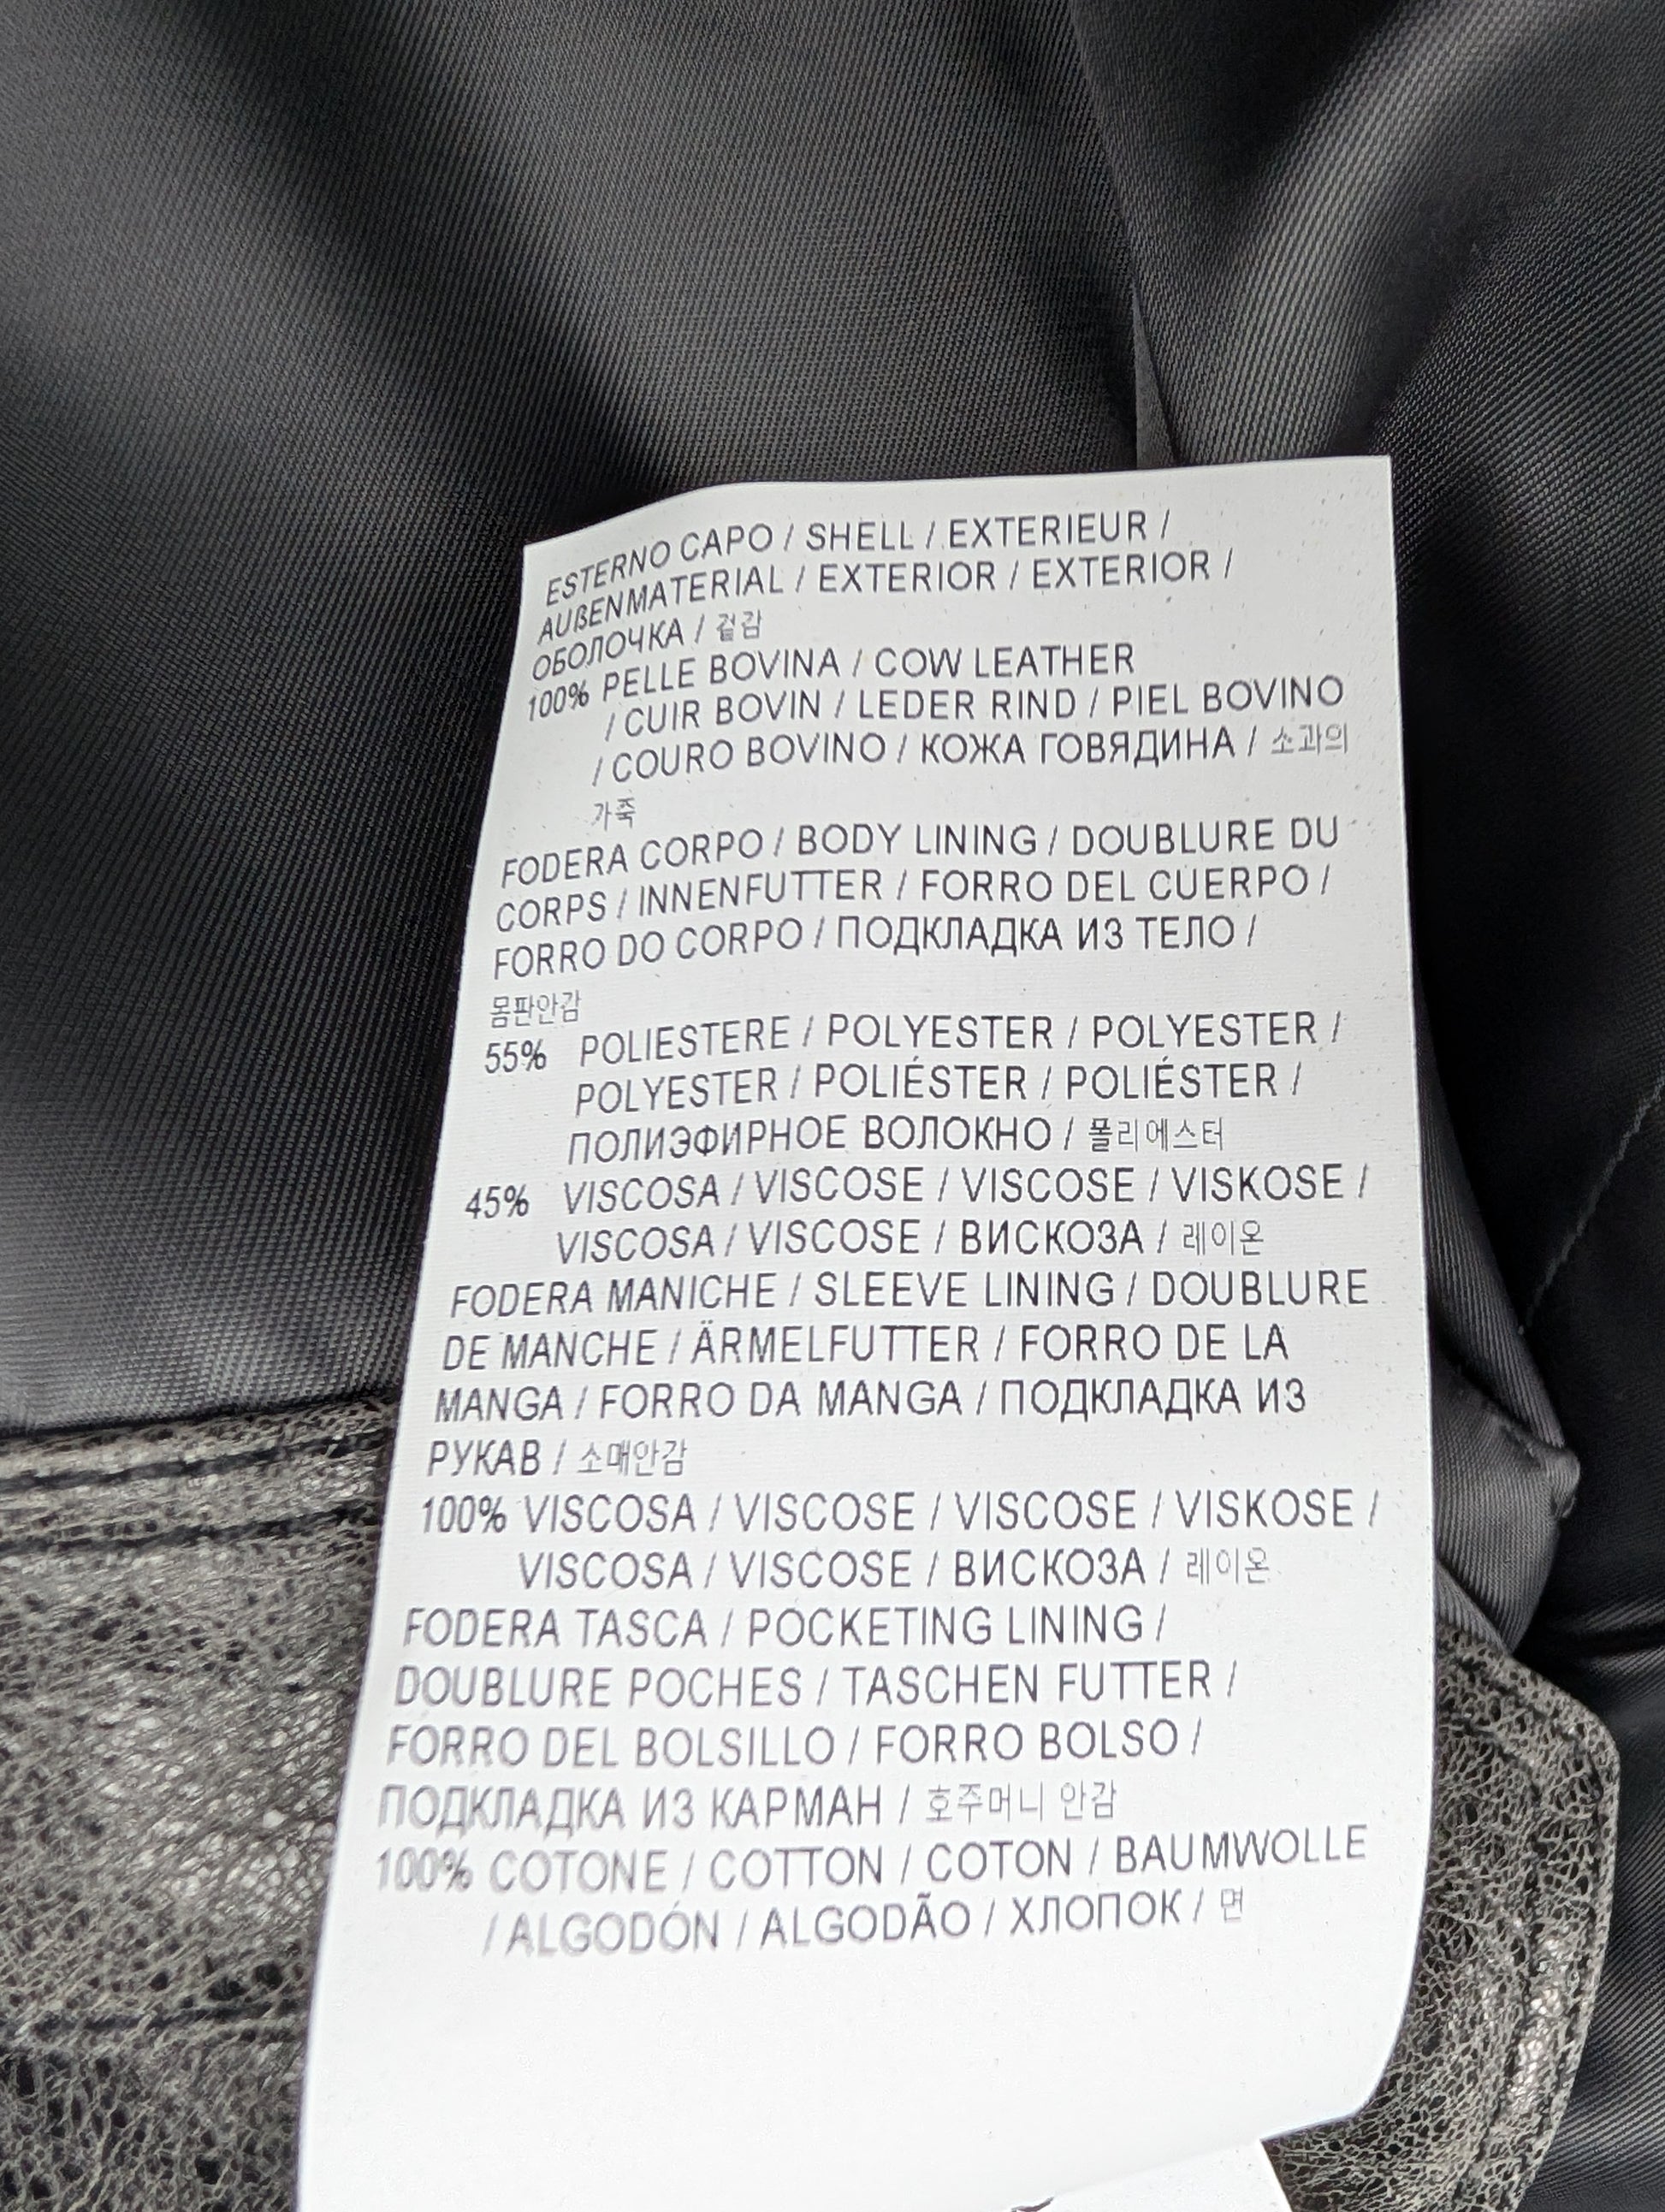 ESTERNO CAPO / SHELL / EXTERIEUR /
AUßENMATERIAL / EXTERIOR / EXTERIOR /
ОБОЛОЧКА / 겉감
100% PELLE BOVINA / COW LEATHER
/ CUIR BOVIN / LEDER RIND / PIEL BOVINO
/ COURO BOVINO / КОЖА ГОВЯДИНА / 소과의
가죽
FODERA CORPO / BODY LINING / DOUBLURE DU
CORPS / INNENFUTTER / FORRO DEL CUERPO /
FORRO DO CORPO / ПОДКЛАДКА ИЗ ТЕЛО /
몸판안감
55% POLIESTERE / POLYESTER / POLYESTER /
POLYESTER / POLIÉSTER / POLIÉSTER /
ПОЛИЭФИРНОЕ ВОЛОКНО / 폴리에스터
45% VISCOSA / VISCOSE / VISCOSE / VISKOSE /
VISCOSA / VISCOSE / ВИСКОЗА / 레이온
FODERA MANICHE / SLEEVE LINING / DOUBLURE
DE MANCHE / ÄRMELFUTTER / FORRO DE LA
MANGA / FORRO DA MANGA / ПОДКЛАДКА ИЗ
РУКАВ / 소매안감
100% VISCOSA / VISCOSE / VISCOSE / VISKOSE /
VISCOSA / VISCOSE / ВИСКОЗА / 레이온
FODERA TASCA / POCKETING LINING /
DOUBLURE POCHES / TASCHEN FUTTER /
FORRO DEL BOLSILLO / FORRO BOLSO /
ПОДКЛАДКА ИЗ КАРМАН / 호주머니 안감
100% COTONE / COTTON / COTON / BAUMWOLLE
/ ALGODÓN / ALGODÃO / ХЛОПОК / 면